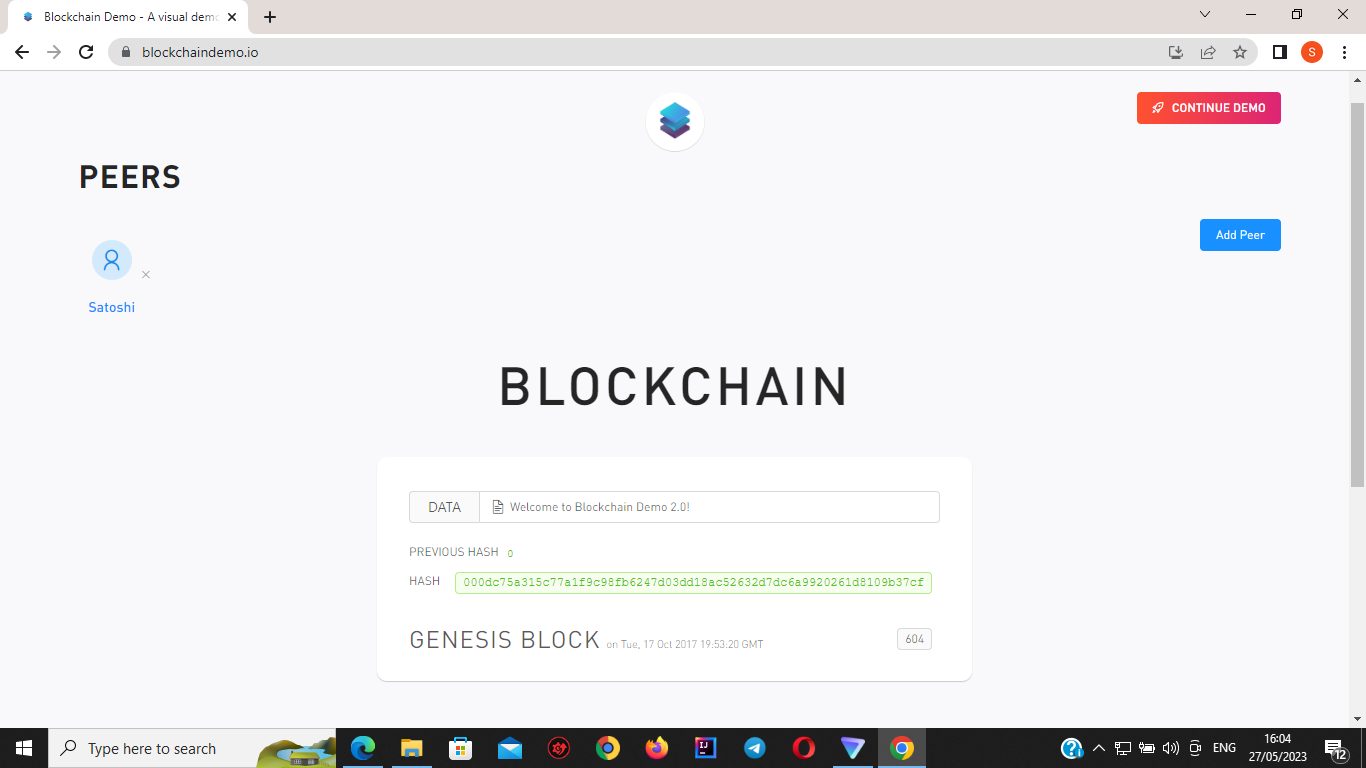 Blockchain Demo - A visual demo
blockchaindemo.io
S
CONTINUE DEMO
PEERS
Add Peer
Satoshi
BLOCKCHAIN
DATA
Welcome to Blockchain Demo 2.0!
PREVIOUS HASH 0
HASH 000dc75a315c77a1f9c98fb6247d03dd18ac52632d7dc6a9920261d8109b37cf
GENESIS BLOCK on Tue, 17 Oct 2017 19:53:20 GMT
604
Type here to search
IJ
ENG
16:04
27/05/2023
12